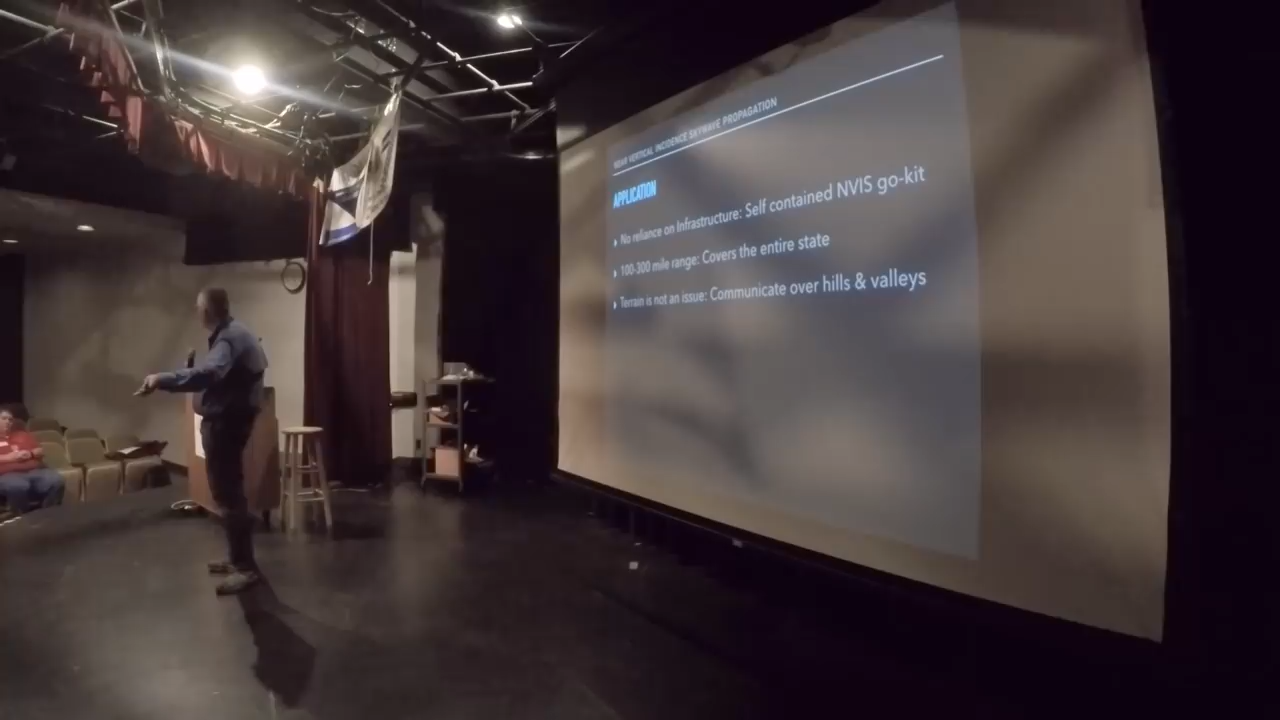 NEAR VERTICAL INCIDENCE SKYWAVE PROPAGATION
APPLICATION
No reliance on Infrastructure: Self contained NVIS go-kit
100-300 mile range: Covers the entire state
Terrain is not an issue: Communicate over hills & valleys